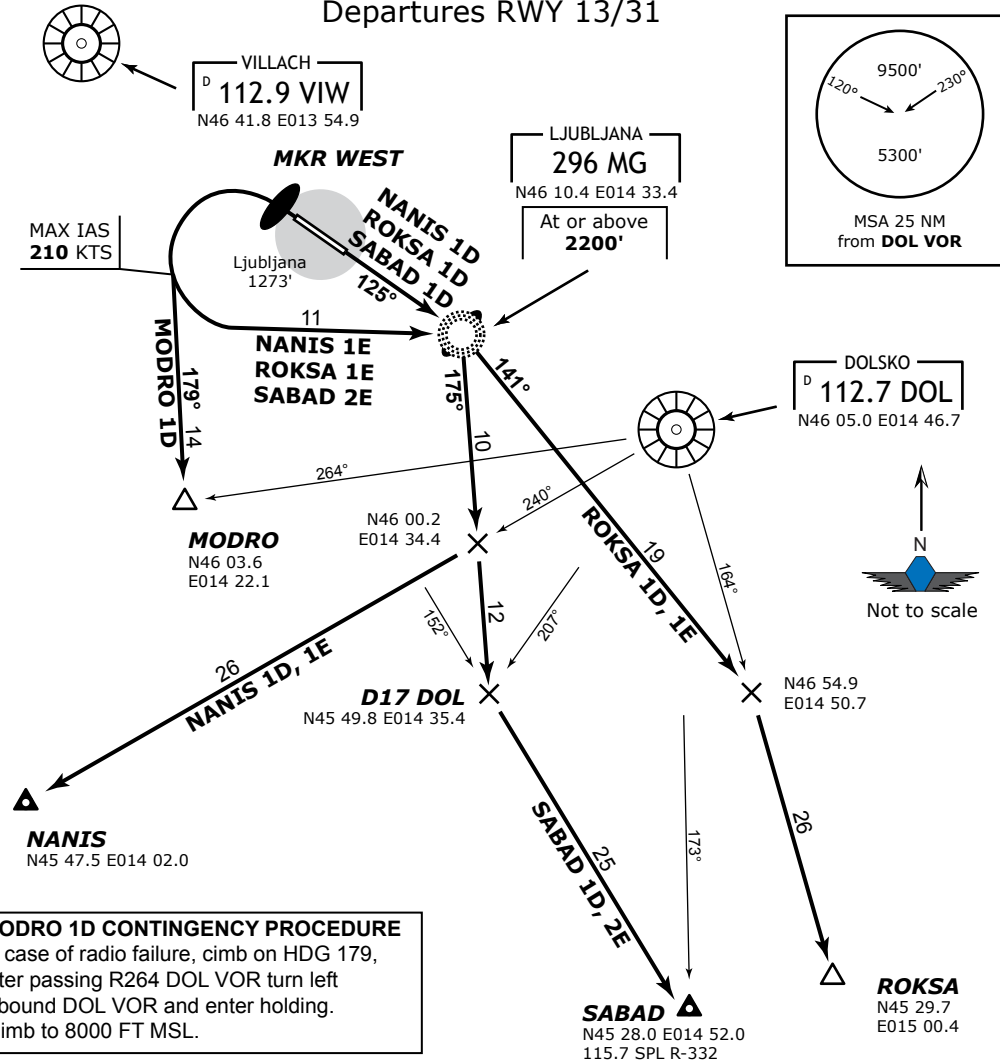 Departures RWY 13/31
VILLACH
D 112.9 VIW
N46 41.8 E013 54.9
MKR WEST
LJUBLJANA
296 MG
N46 10.4 E014 33.4
At or above
2200'
9500'
120°
230°
5300'
MSA 25 NM
from DOL VOR
MAX IAS
210 KTS
Ljubljana
1273'
NANIS 1D
ROKSA 1D
SABAD 1D
125°
11
NANIS 1E
ROKSA 1E
SABAD 2E
MODRO 1D
179° 14
175°
10
141°
DOLSKO
D 112.7 DOL
N46 05.0 E014 46.7
264°
240°
164°
MODRO
N46 03.6
E014 22.1
N46 00.2
E014 34.4
19
ROKSA 1D, 1E
N
Not to scale
152°
12
207°
26
NANIS 1D, 1E
D17 DOL
N45 49.8 E014 35.4
N46 54.9
E014 50.7
NANIS
N45 47.5 E014 02.0
25
SABAD 1D, 2E
173°
26
ODRO 1D CONTINGENCY PROCEDURE
case of radio failure, cimb on HDG 179,
ter passing R264 DOL VOR turn left
bound DOL VOR and enter holding.
imb to 8000 FT MSL.
SABAD
N45 28.0 E014 52.0
115.7 SPL R-332
ROKSA
N45 29.7
E015 00.4